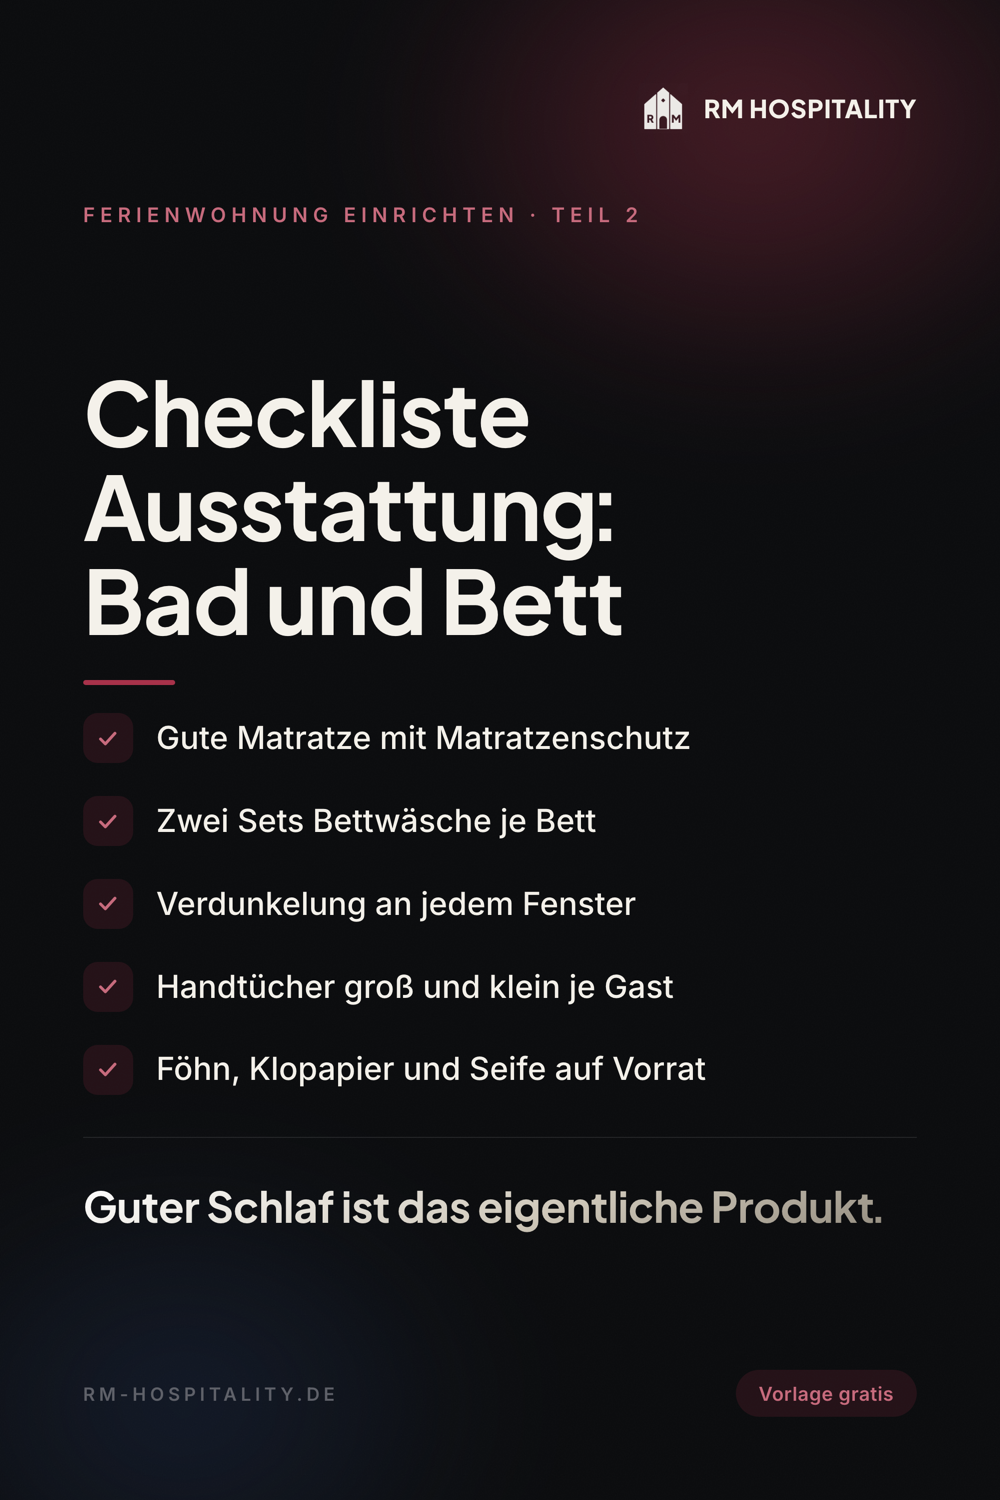 R M
RM HOSPITALITY
FERIENWOHNUNG EINRICHTEN · TEIL 2
Checkliste
Ausstattung:
Bad und Bett
Gute Matratze mit Matratzenschutz
Zwei Sets Bettwäsche je Bett
Verdunkelung an jedem Fenster
Handtücher groß und klein je Gast
Föhn, Klopapier und Seife auf Vorrat
Guter Schlaf ist das eigentliche Produkt.
RM-HOSPITALITY.DE
Vorlage gratis